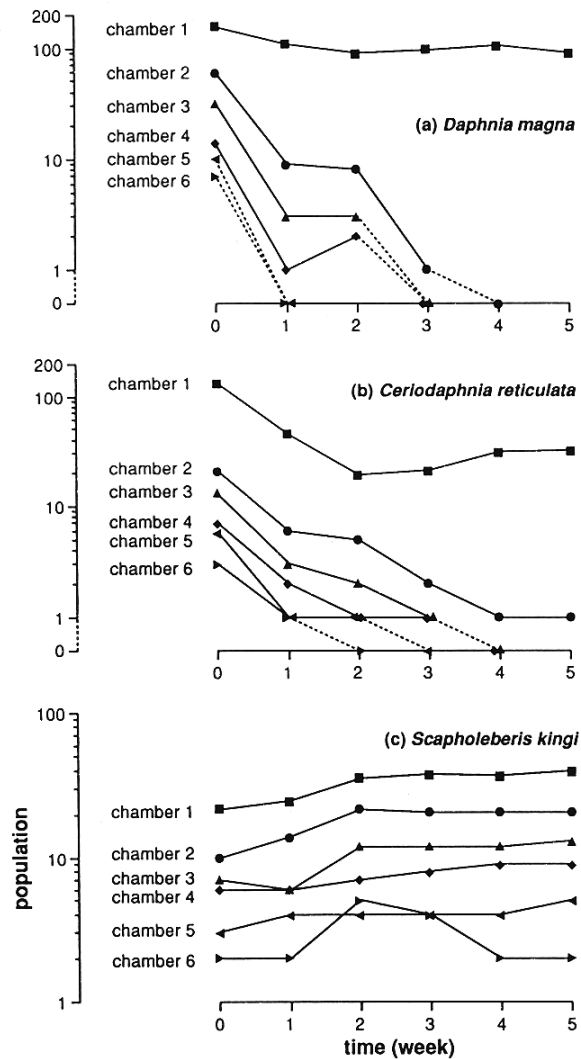 200
chamber 1
100
chamber 2
chamber 3
(a) Daphnia magna
chamber 4
10
chamber 5
chamber 6
1
0
0 1 2 3 4 5
200
chamber 1
(b) Ceriodaphnia reticulata
100
chamber 2
chamber 3
10
chamber 4
chamber 5
chamber 6
1
0
0 1 2 3 4 5
100
(c) Scapholeberis kingi
chamber 1
chamber 2
10
chamber 3
chamber 4
chamber 5
chamber 6
1
population
0 1 2 3 4 5
time (week)